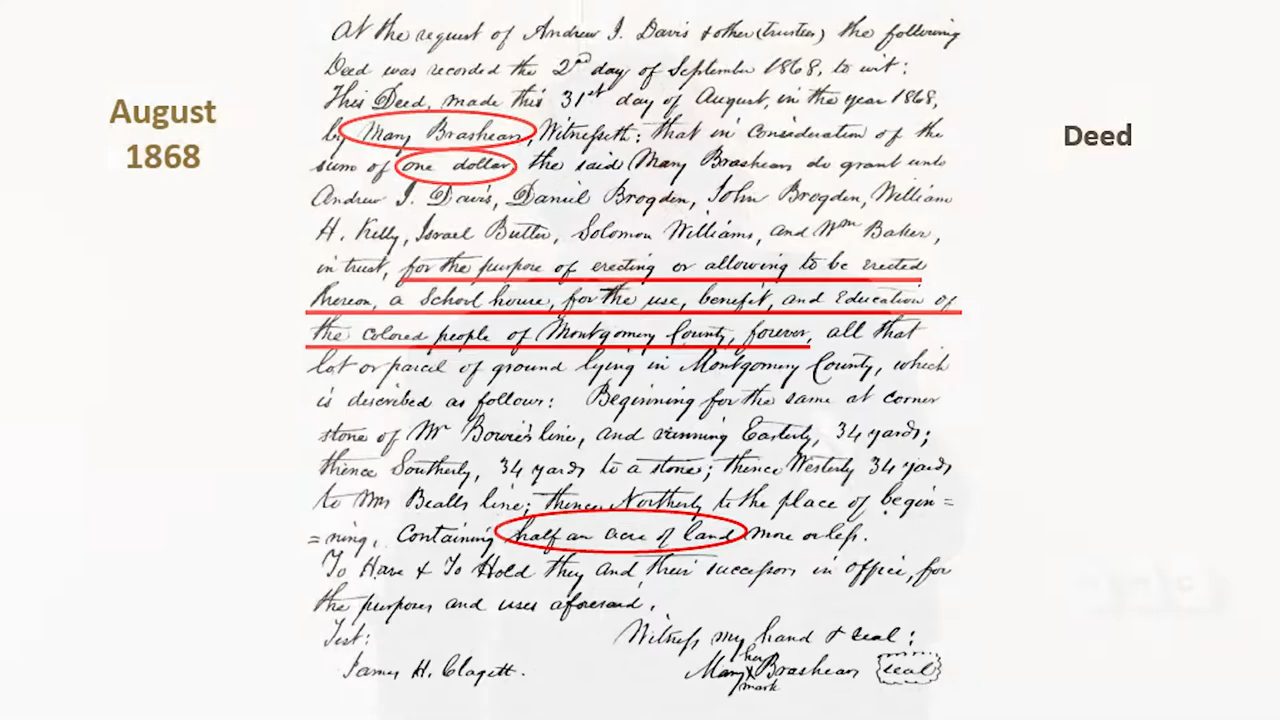 August
1868
Deed
At the request of Andrew I. Davis & other (trustees) the following
Deed was recorded the 2nd day of September 1868, to wit:
This Deed, made this 31st day of August, in the year 1868,
by Mary Brashears, Witnesseth: that in Consideration of the
sum of one dollar, the said Mary Brashears do grant unto
Andrew I. Davis, Daniel Brogden, John Brogden, William
H. Kelly, Israel Butler, Solomon Williams, and Wm Baker,
in trust, for the purpose of erecting or allowing to be erected
thereon, a School house, for the use, benefit, and Education of
the colored people of Montgomery County, forever, all that
lot or parcel of ground lying in Montgomery County, which
is described as follows: Beginning for the same at corner
stone of Mr Bowie's line, and running Easterly, 34 yards;
thence Southerly, 34 yards to a stone; thence Westerly 34 yards
to Mrs Bealls line; thence Northerly to the place of begin=
=ning, Containing half an acre of land more or less.
To Have & To Hold they and their successors in office, for
the purposes and uses aforesaid.
Test:
Witness my hand & seal:
James H. Clagett.
Mary her X mark Brashears seal